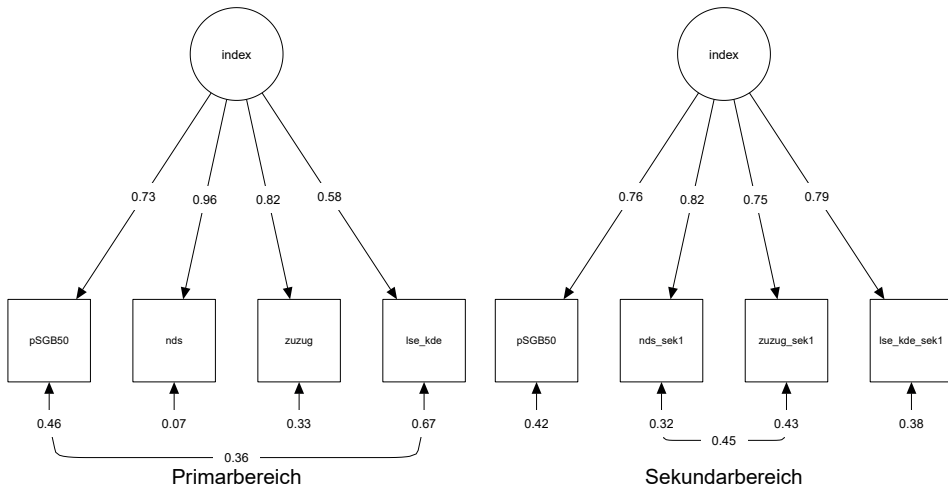 index index
0.73 0.96 0.82 0.58 0.76 0.82 0.75 0.79
pSGB50 nds zuzug lse_kde pSGB50 nds_sek1 zuzug_sek1 lse_kde_sek1
0.46 0.07 0.33 0.67 0.42 0.32 0.43 0.38
0.36 0.45
Primarbereich Sekundarbereich